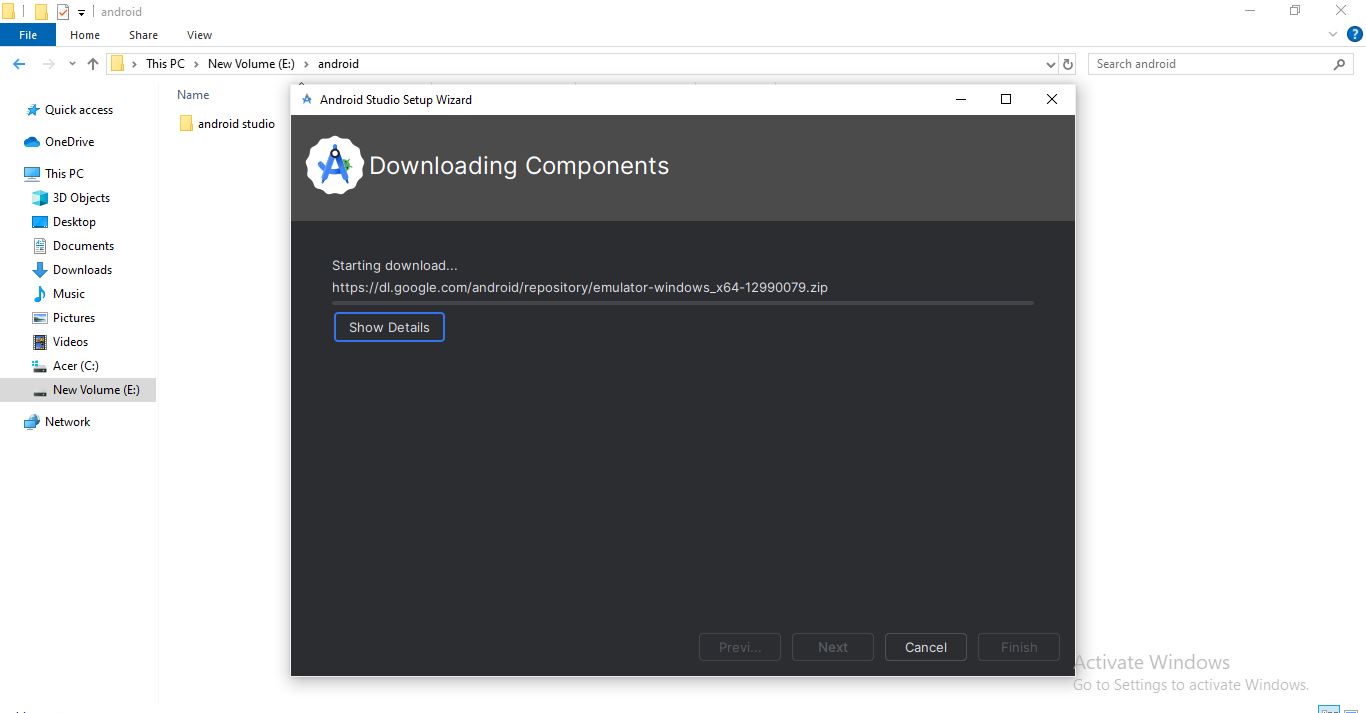 android
File
Home
Share
View
This PC
New Volume (E:)
android
Search android
Name
android studio
Quick access
OneDrive
This PC
3D Objects
Desktop
Documents
Downloads
Music
Pictures
Videos
Acer (C:)
New Volume (E:)
Network
Android Studio Setup Wizard
Downloading Components
Starting download...
https://dl.google.com/android/repository/emulator-windows_x64-12990079.zip
Show Details
Previ...
Next
Cancel
Finish
Activate Windows
Go to Settings to activate Windows.